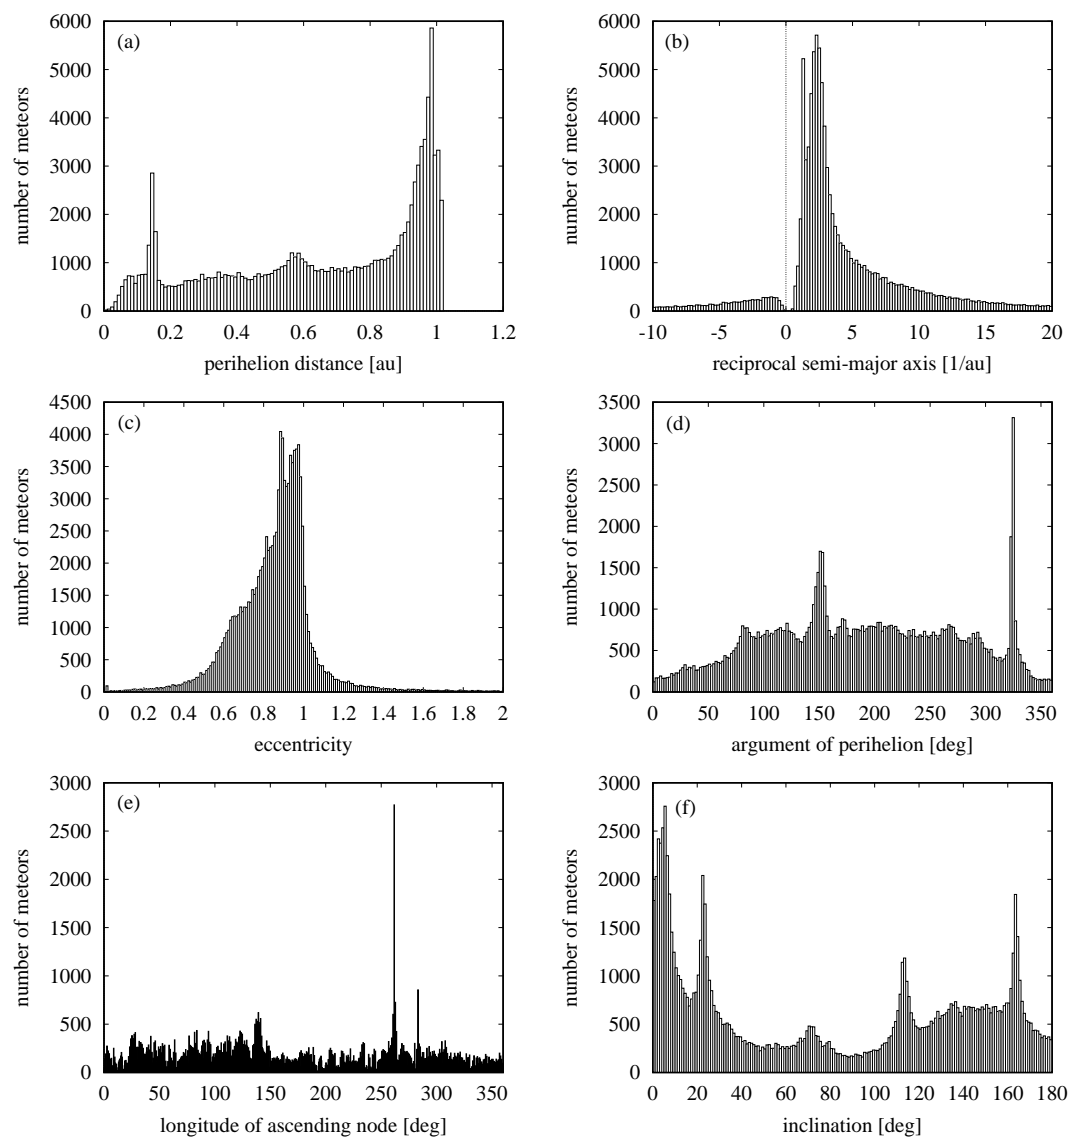 (a)
6000
5000
4000
3000
2000
1000
0
number of meteors
0 0.2 0.4 0.6 0.8 1 1.2
perihelion distance [au]
(b)
6000
5000
4000
3000
2000
1000
0
number of meteors
-10 -5 0 5 10 15 20
reciprocal semi-major axis [1/au]
(c)
4500
4000
3500
3000
2500
2000
1500
1000
500
0
number of meteors
0 0.2 0.4 0.6 0.8 1 1.2 1.4 1.6 1.8 2
eccentricity
(d)
3500
3000
2500
2000
1500
1000
500
0
number of meteors
0 50 100 150 200 250 300 350
argument of perihelion [deg]
(e)
3000
2500
2000
1500
1000
500
0
number of meteors
0 50 100 150 200 250 300 350
longitude of ascending node [deg]
(f)
3000
2500
2000
1500
1000
500
0
number of meteors
0 20 40 60 80 100 120 140 160 180
inclination [deg]